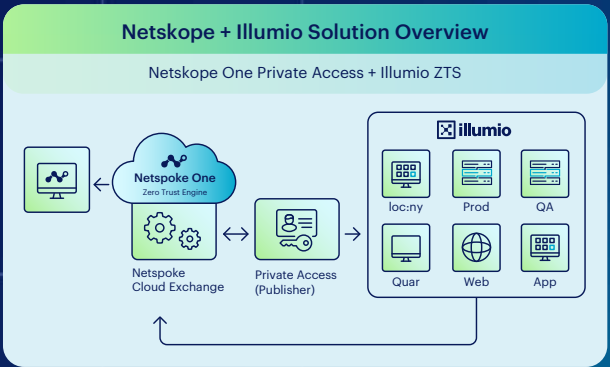 Netskope + Illumio Solution Overview
Netskope One Private Access + Illumio ZTS
illumio
Netspoke One
Zero Trust Engine
loc:ny
Prod
QA
Netspoke
Cloud Exchange
Private Access
(Publisher)
Quar
Web
App